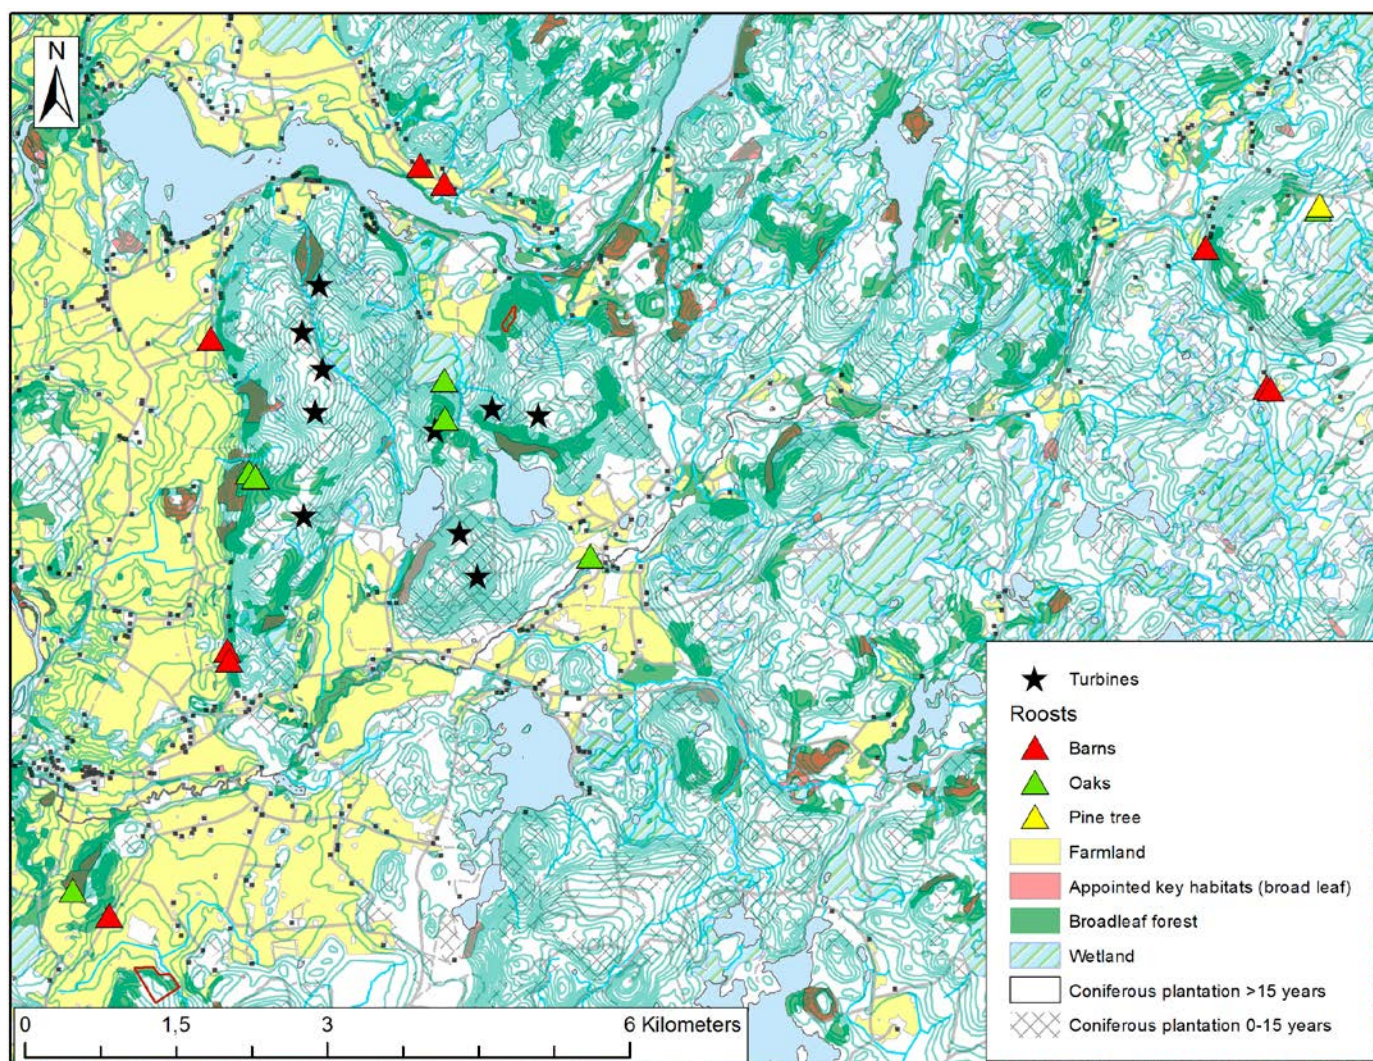 N
Turbines
Roosts
Barns
Oaks
Pine tree
Farmland
Appointed key habitats (broad leaf)
Broadleaf forest
Wetland
Coniferous plantation >15 years
Coniferous plantation 0-15 years
0 1,5 3 6 Kilometers